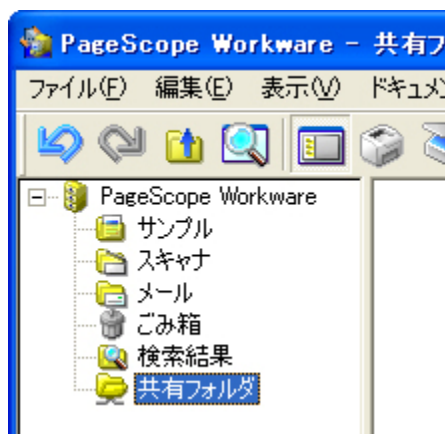 PageScope Workware - 共有フ
ファイル(F) 編集(E) 表示(V) ドキュメン
PageScope Workware
サンプル
スキャナ
メール
ごみ箱
検索結果
共有フォルダ